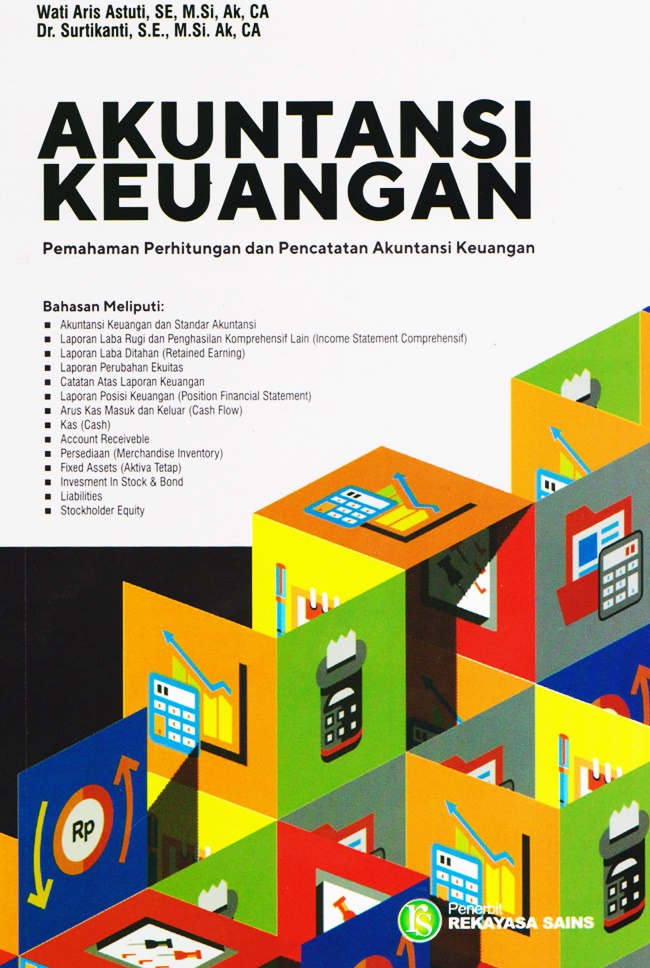 Wati Aris Astuti, SE, M.Si, Ak, CA
Dr. Surtikanti, S.E., M.Si. Ak, CA
AKUNTANSI
KEUANGAN
Pemahaman Perhitungan dan Pencatatan Akuntansi Keuangan
Bahasan Meliputi:
■ Akuntansi Keuangan dan Standar Akuntansi
■ Laporan Laba Rugi dan Penghasilan Komprehensif Lain (Income Statement Comprehensif)
■ Laporan Laba Ditahan (Retained Earning)
■ Laporan Perubahan Ekuitas
■ Catatan Atas Laporan Keuangan
■ Laporan Posisi Keuangan (Position Financial Statement)
■ Arus Kas Masuk dan Keluar (Cash Flow)
■ Kas (Cash)
■ Account Receiveble
■ Persediaan (Merchandise Inventory)
■ Fixed Assets (Aktiva Tetap)
■ Invesment In Stock & Bond
■ Liabilities
■ Stockholder Equity
Rp
rs
Penerbit
REKAYASA SAINS